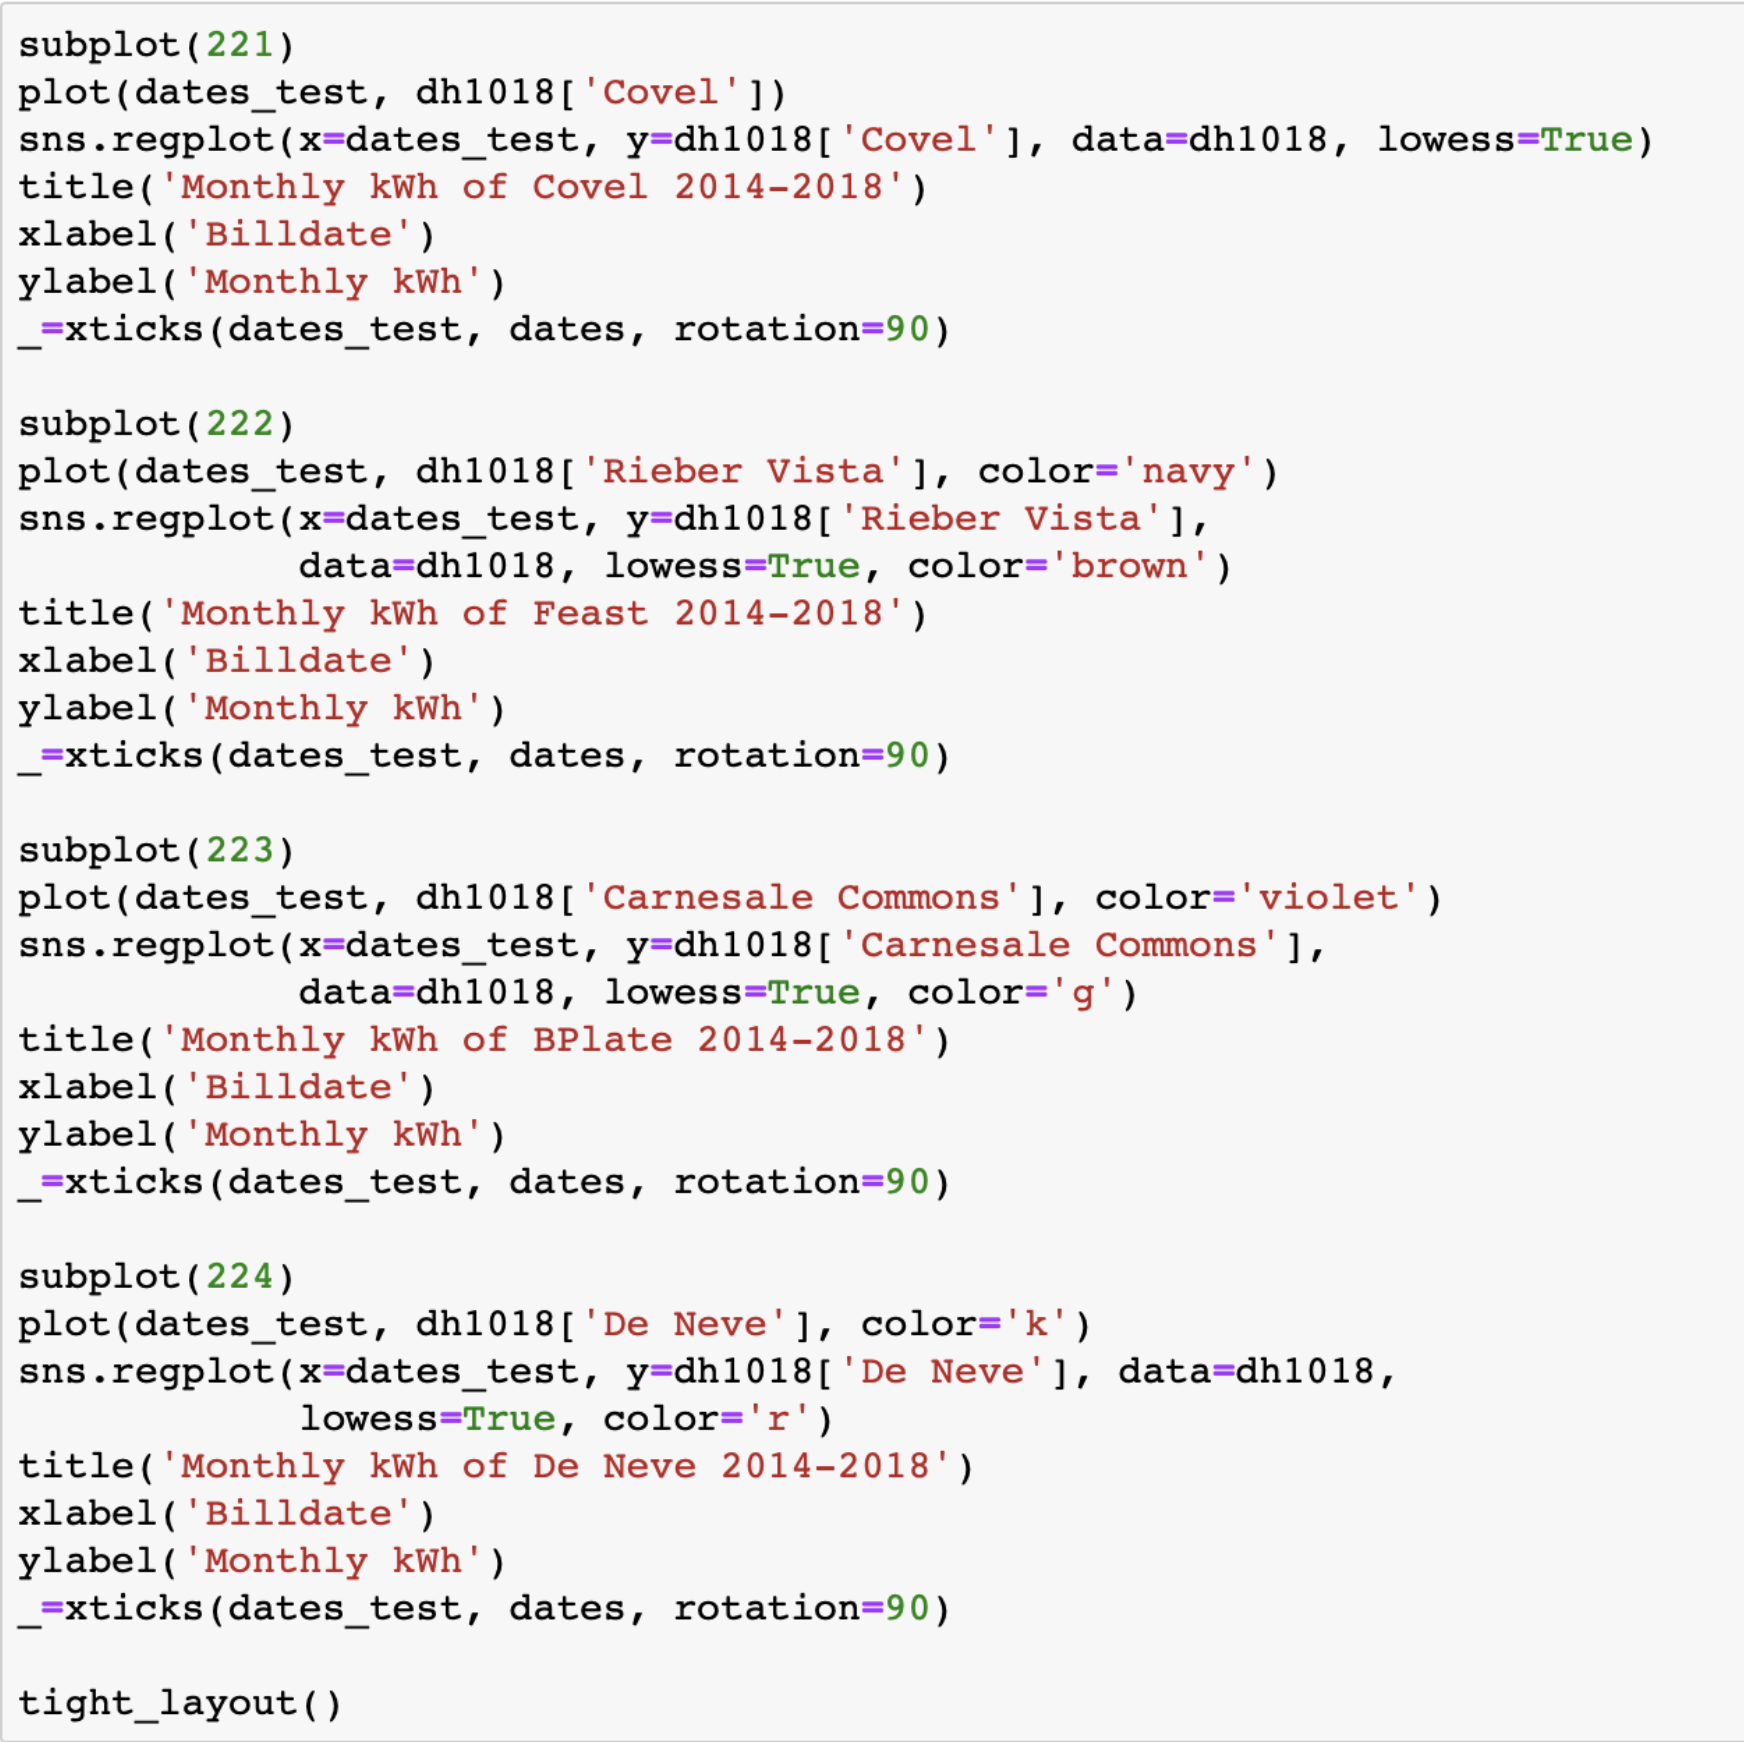 subplot(221)
plot(dates_test, dh1018['Covel'])
sns.regplot(x=dates_test, y=dh1018['Covel'], data=dh1018, lowess=True)
title('Monthly kWh of Covel 2014-2018')
xlabel('Billdate')
ylabel('Monthly kWh')
_=xticks(dates_test, dates, rotation=90)

subplot(222)
plot(dates_test, dh1018['Rieber Vista'], color='navy')
sns.regplot(x=dates_test, y=dh1018['Rieber Vista'],
            data=dh1018, lowess=True, color='brown')
title('Monthly kWh of Feast 2014-2018')
xlabel('Billdate')
ylabel('Monthly kWh')
_=xticks(dates_test, dates, rotation=90)

subplot(223)
plot(dates_test, dh1018['Carnesale Commons'], color='violet')
sns.regplot(x=dates_test, y=dh1018['Carnesale Commons'],
            data=dh1018, lowess=True, color='g')
title('Monthly kWh of BPlate 2014-2018')
xlabel('Billdate')
ylabel('Monthly kWh')
_=xticks(dates_test, dates, rotation=90)

subplot(224)
plot(dates_test, dh1018['De Neve'], color='k')
sns.regplot(x=dates_test, y=dh1018['De Neve'], data=dh1018,
            lowess=True, color='r')
title('Monthly kWh of De Neve 2014-2018')
xlabel('Billdate')
ylabel('Monthly kWh')
_=xticks(dates_test, dates, rotation=90)

tight_layout()